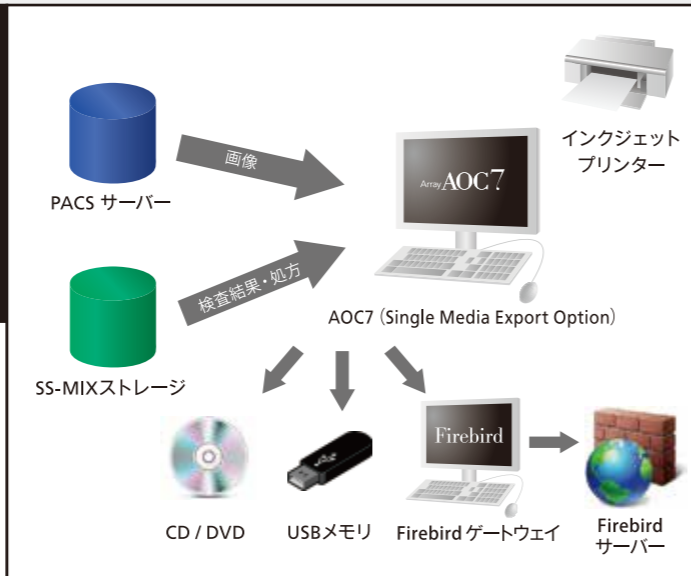 インクジェット
プリンター
画像
Array AOC7
PACS サーバー
検査結果・処方
AOC7（Single Media Export Option）
SS-MIXストレージ
Firebird
CD / DVD
USBメモリ
Firebird ゲートウェイ
Firebird
サーバー